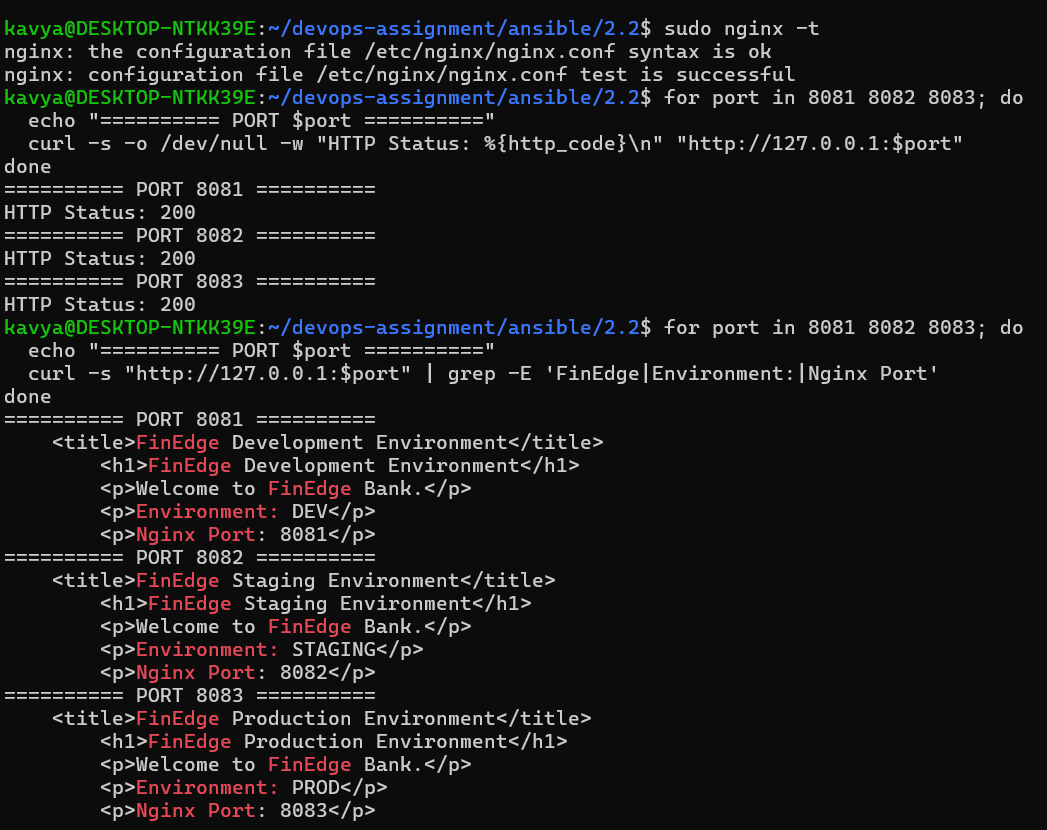 kavya@DESKTOP-NTKK39E:~/devops-assignment/ansible/2.2$ sudo nginx -t
nginx: the configuration file /etc/nginx/nginx.conf syntax is ok
nginx: configuration file /etc/nginx/nginx.conf test is successful
kavya@DESKTOP-NTKK39E:~/devops-assignment/ansible/2.2$ for port in 8081 8082 8083; do
  echo "========== PORT $port =========="
  curl -s -o /dev/null -w "HTTP Status: %{http_code}\n" "http://127.0.0.1:$port"
done
========== PORT 8081 ==========
HTTP Status: 200
========== PORT 8082 ==========
HTTP Status: 200
========== PORT 8083 ==========
HTTP Status: 200
kavya@DESKTOP-NTKK39E:~/devops-assignment/ansible/2.2$ for port in 8081 8082 8083; do
  echo "========== PORT $port =========="
  curl -s "http://127.0.0.1:$port" | grep -E 'FinEdge|Environment:|Nginx Port'
done
========== PORT 8081 ==========
    <title>FinEdge Development Environment</title>
        <h1>FinEdge Development Environment</h1>
        <p>Welcome to FinEdge Bank.</p>
        <p>Environment: DEV</p>
        <p>Nginx Port: 8081</p>
========== PORT 8082 ==========
    <title>FinEdge Staging Environment</title>
        <h1>FinEdge Staging Environment</h1>
        <p>Welcome to FinEdge Bank.</p>
        <p>Environment: STAGING</p>
        <p>Nginx Port: 8082</p>
========== PORT 8083 ==========
    <title>FinEdge Production Environment</title>
        <h1>FinEdge Production Environment</h1>
        <p>Welcome to FinEdge Bank.</p>
        <p>Environment: PROD</p>
        <p>Nginx Port: 8083</p>